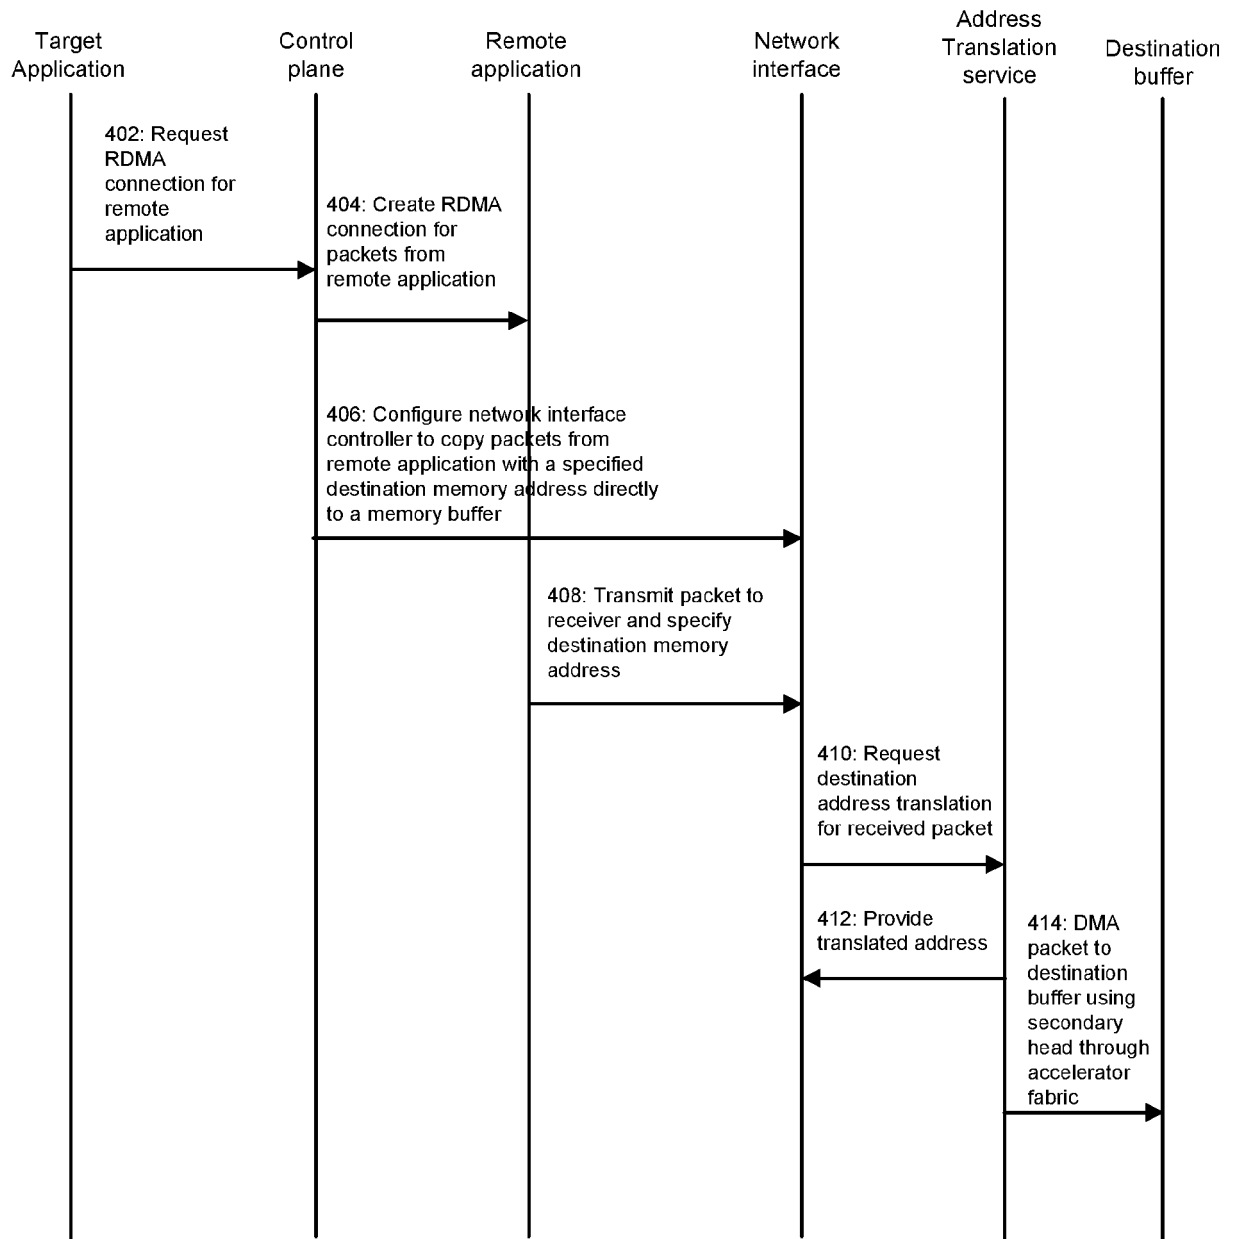 Target
Application
Control
plane
Remote
application
Network
interface
Address
Translation
service
Destination
buffer
402: Request
RDMA
connection for
remote
application
404: Create RDMA
connection for
packets from
remote application
406: Configure network interface
controller to copy packets from
remote application with a specified
destination memory address directly
to a memory buffer
408: Transmit packet to
receiver and specify
destination memory
address
410: Request
destination
address translation
for received packet
412: Provide
translated address
414: DMA
packet to
destination
buffer using
secondary
head through
accelerator
fabric